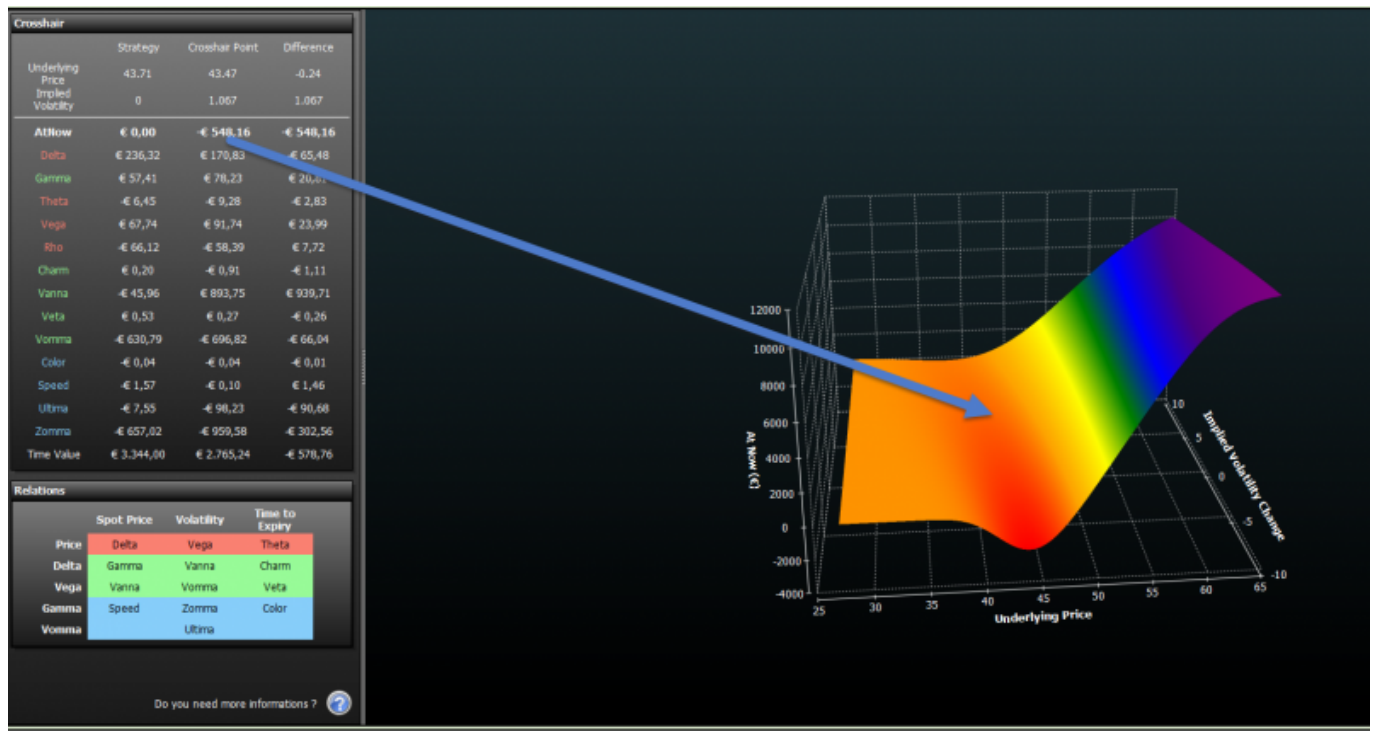 Crosshair
Strategy Crosshair Point Difference
Underlying Price 43.71 43.47 -0.24
Implied Volatility 0 1.067 1.067
AtNow € 0,00 -€ 548,16 -€ 548,16
Delta € 236,32 € 170,83 -€ 65,48
Gamma € 57,41 € 78,23
Theta -€ 6,45 -€ 9,28 -€ 2,83
Vega € 67,74 € 91,74 € 23,99
Rho -€ 66,12 -€ 58,39 € 7,72
Charm € 0,20 -€ 0,91 -€ 1,11
Vanna -€ 45,96 € 893,75 € 939,71
Veta € 0,53 € 0,27 -€ 0,26
Vomma -€ 630,79 -€ 696,82 -€ 66,04
Color -€ 0,04 -€ 0,04 -€ 0,01
Speed -€ 1,57 -€ 0,10 € 1,46
Ultima -€ 7,55 -€ 98,23 -€ 90,68
Zomma -€ 657,02 -€ 959,58 -€ 302,56
Time Value € 3.344,00 € 2.765,24 -€ 578,76
Relations
Spot Price Volatility Time to Expiry
Price Delta Vega Theta
Delta Gamma Vanna Charm
Vega Vanna Vomma Veta
Gamma Speed Zomma Color
Vomma Ultima
Do you need more informations ? ?
12000
10000
8000
6000
4000
2000
0
-2000
-4000
At Now (€)
25 30 35 40 45 50 55 60 65
Underlying Price
10
5
0
-5
-10
Implied Volatility Change